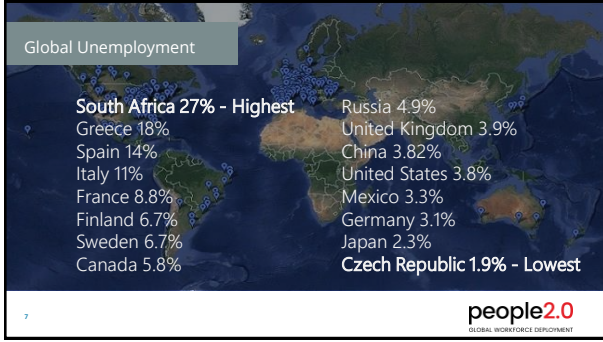 Global Unemployment
South Africa 27% - Highest
Greece 18%
Spain 14%
Italy 11%
France 8.8%
Finland 6.7%
Sweden 6.7%
Canada 5.8%
Russia 4.9%
United Kingdom 3.9%
China 3.82%
United States 3.8%
Mexico 3.3%
Germany 3.1%
Japan 2.3%
Czech Republic 1.9% - Lowest
7
people2.0
GLOBAL WORKFORCE DEPLOYMENT